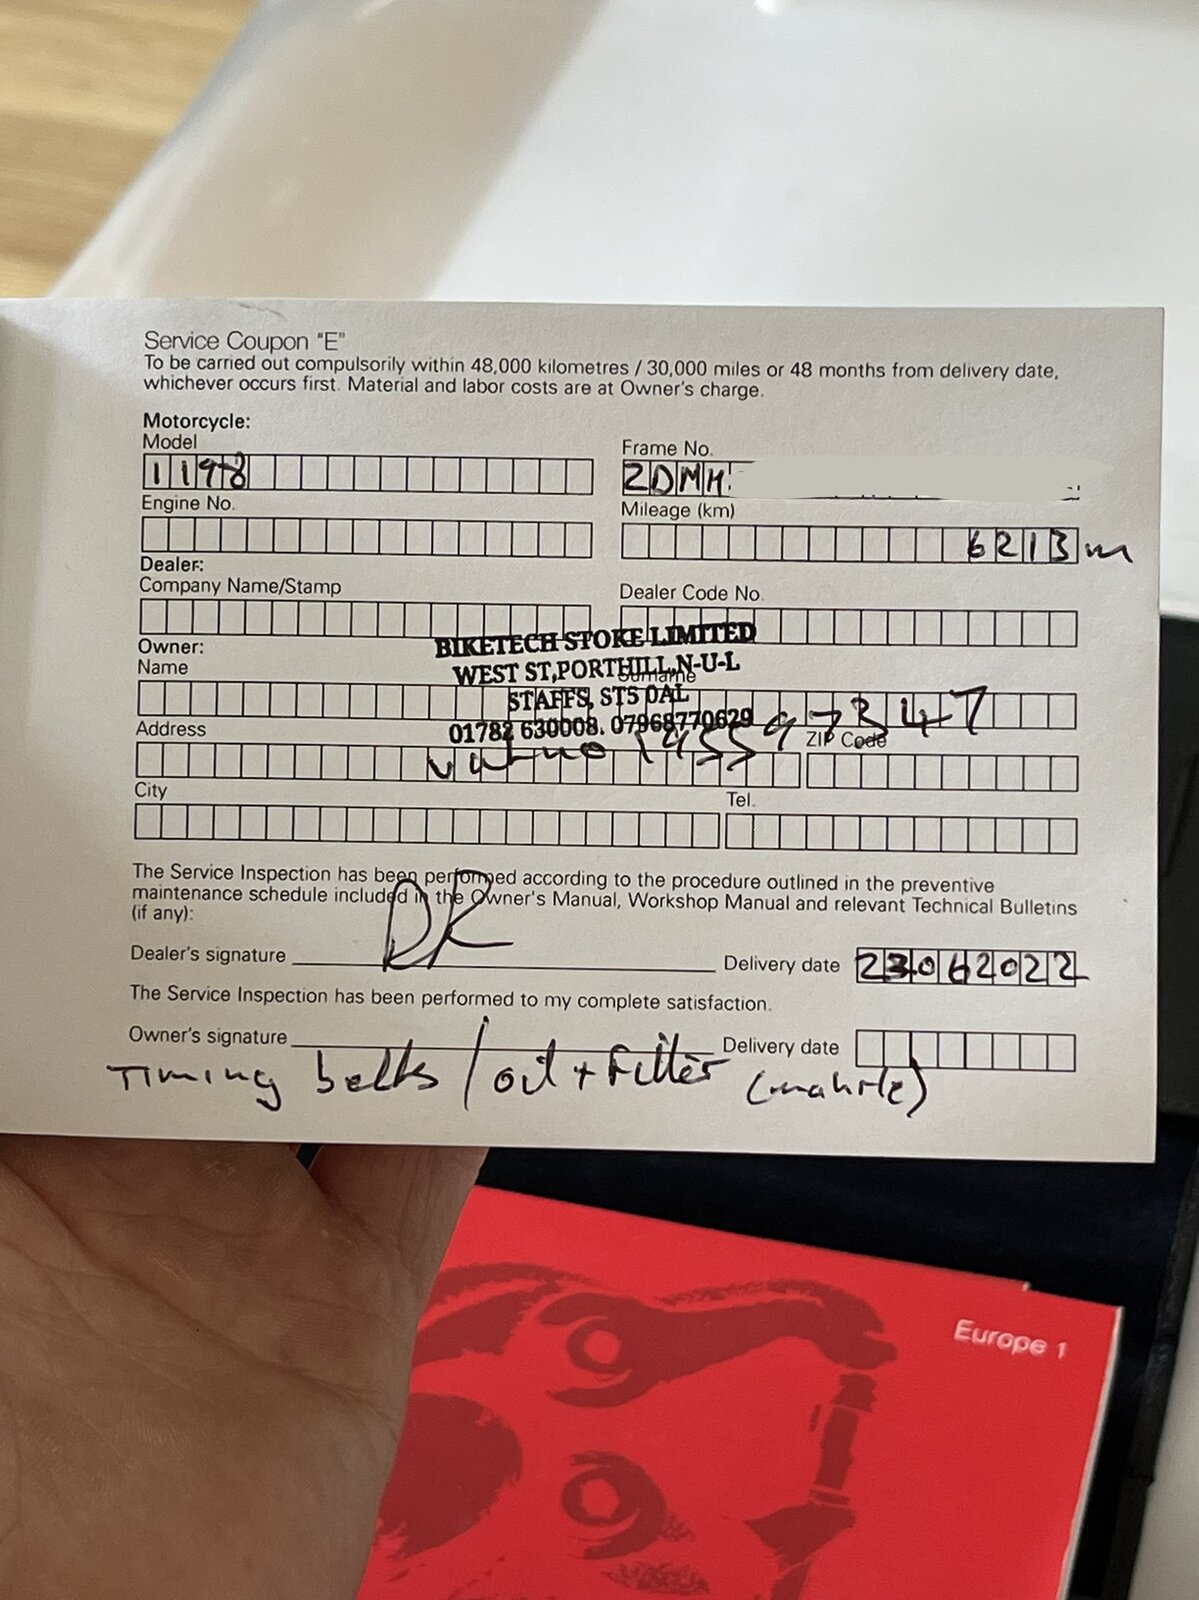 Service Coupon "E"
To be carried out compulsorily within 48,000 kilometres / 30,000 miles or 48 months from delivery date,
whichever occurs first. Material and labor costs are at Owner's charge.
Motorcycle:
Model
1198
Frame No.
ZDMH
Engine No.
Mileage (km)
6213 m
Dealer:
Company Name/Stamp
Dealer Code No.
BIKETECH STOKE LIMITED
WEST ST, PORTHILL, N-U-L
STAFFS, ST5 0AL
01782 630008. 07968770629
Owner:
Name
Surname
Address
ZIP Code
Vat no 195597347
City
Tel.
The Service Inspection has been performed according to the procedure outlined in the preventive
maintenance schedule included in the Owner's Manual, Workshop Manual and relevant Technical Bulletins
(if any):
Dealer's signature
Delivery date 23062022
The Service Inspection has been performed to my complete satisfaction.
Owner's signature
Delivery date
Timing belts / oil + filter (mahle)
Europe 1